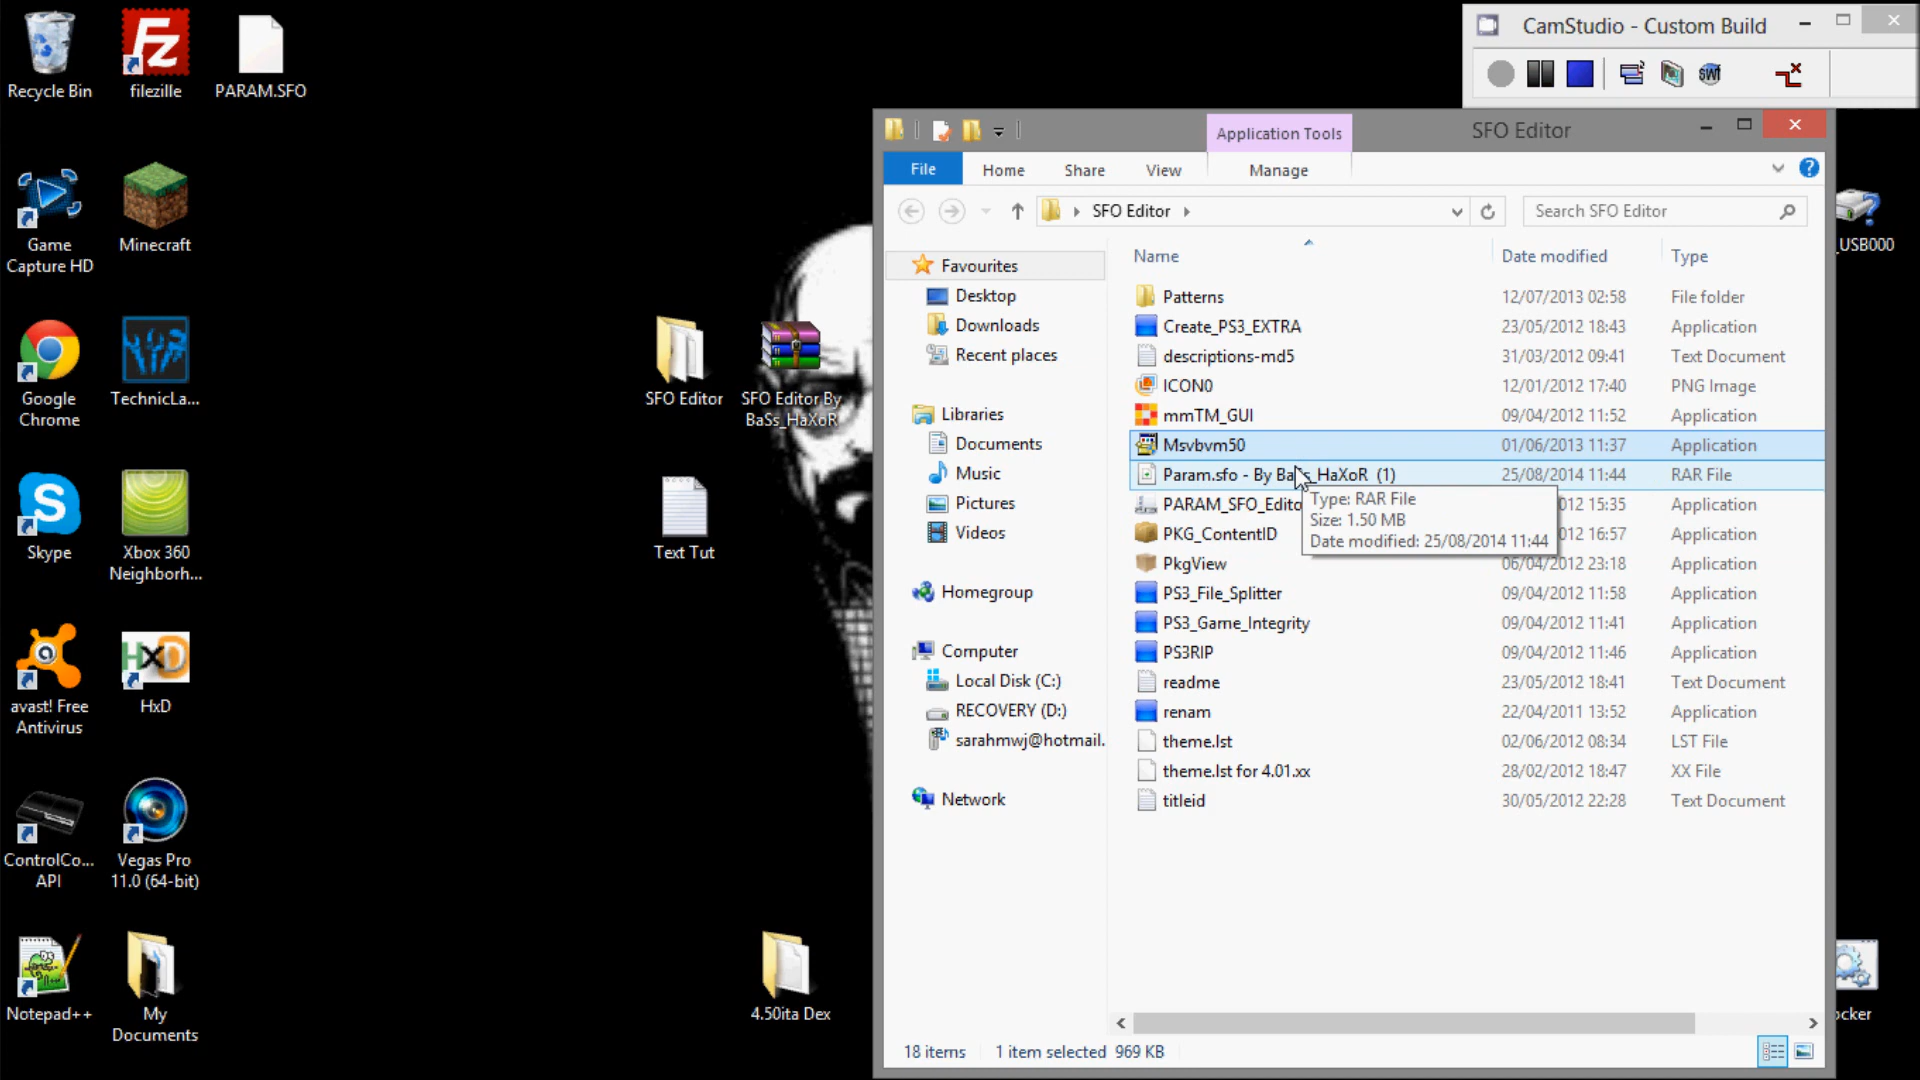 Recycle Bin
filezille
PARAM.SFO
Game
Capture HD
Minecraft
Google
Chrome
TechnicLa...
Skype
Xbox 360
Neighborh...
avast! Free
Antivirus
HxD
HxD
ControlCo...
API
Vegas Pro
11.0 (64-bit)
Notepad++
My
Documents
SFO Editor
SFO Editor By
BaSs_HaXoR
Text Tut
4.50ita Dex
CamStudio - Custom Build
SWF
Application Tools
SFO Editor
File
Home
Share
View
Manage
SFO Editor
Search SFO Editor
Favourites
Desktop
Downloads
Recent places
Libraries
Documents
Music
Pictures
Videos
Homegroup
Computer
Local Disk (C:)
RECOVERY (D:)
sarahmwj@hotmail.
Network
Name Date modified Type
Patterns 12/07/2013 02:58 File folder
Create_PS3_EXTRA 23/05/2012 18:43 Application
descriptions-md5 31/03/2012 09:41 Text Document
ICON0 12/01/2012 17:40 PNG Image
mmTM_GUI 09/04/2012 11:52 Application
Msvbvm50 01/06/2013 11:37 Application
Param.sfo - By BaSs_HaXoR (1) 25/08/2014 11:44 RAR File
PARAM_SFO_Edito 012 15:35 Application
PKG_ContentID 012 16:57 Application
PkgView 06/04/2012 23:18 Application
PS3_File_Splitter 09/04/2012 11:58 Application
PS3_Game_Integrity 09/04/2012 11:41 Application
PS3RIP 09/04/2012 11:46 Application
readme 23/05/2012 18:41 Text Document
renam 22/04/2011 13:52 Application
theme.lst 02/06/2012 08:34 LST File
theme.lst for 4.01.xx 28/02/2012 18:47 XX File
titleid 30/05/2012 22:28 Text Document
Type: RAR File
Size: 1.50 MB
Date modified: 25/08/2014 11:44
18 items 1 item selected 969 KB
_USB000
ocker